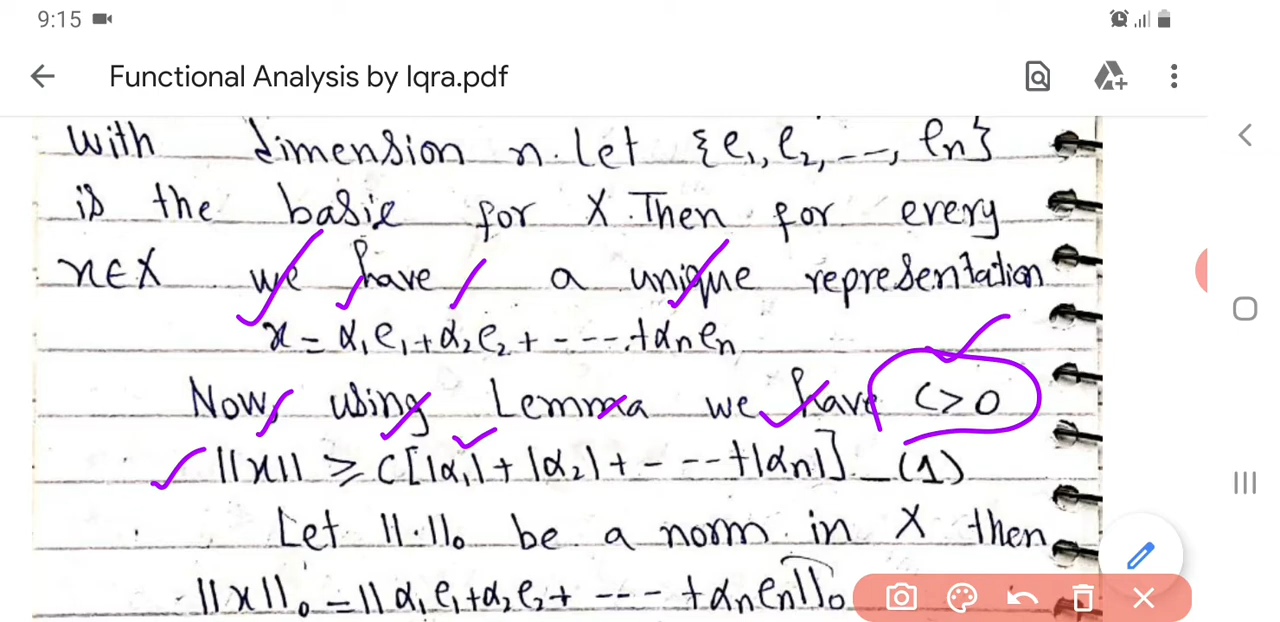 9:15
Functional Analysis by Iqra.pdf
with dimension n. Let {e₁, e₂, ---, en}
is the basic for X. Then for every
x∈X we have a unique representation
x = α₁e₁+α₂e₂+ ---- +αnen
Now, using Lemma we have C>0
||x|| ≥ C[|α₁|+|α₂|+ ---- +|αn|] _ (1)
Let ||·||₀ be a norm in X then
||x||₀ = ||α₁e₁+α₂e₂+ --- +αnen||₀